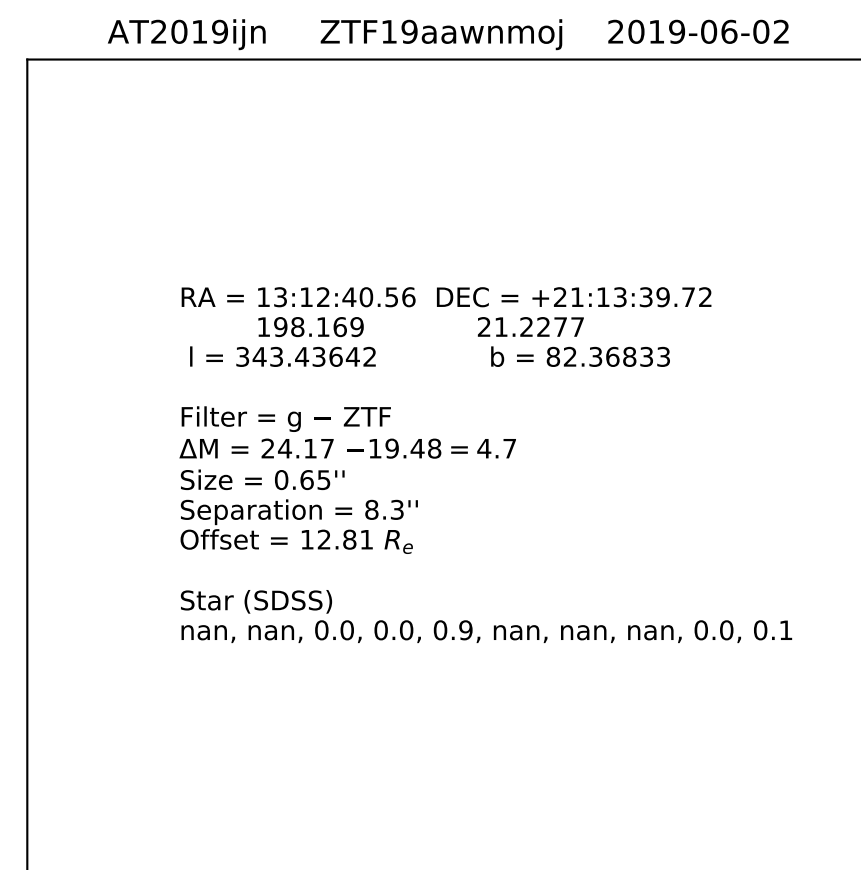 AT2019ijn ZTF19aawnmoj 2019-06-02
RA = 13:12:40.56 DEC = +21:13:39.72
198.169 21.2277
l = 343.43642 b = 82.36833
Filter = g − ZTF
ΔM = 24.17 −19.48 = 4.7
Size = 0.65''
Separation = 8.3''
Offset = 12.81 Re
Star (SDSS)
nan, nan, 0.0, 0.0, 0.9, nan, nan, nan, 0.0, 0.1